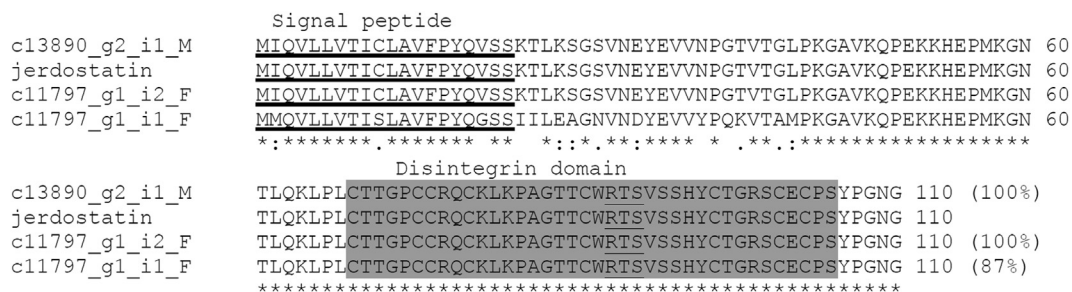 Signal peptide
c13890_g2_i1_M MIQVLLVTICLAVFPYQVSSKTLKSGSVNEYEVVNPGTVTGLPKGAVKQPEKKHEPMKGN 60
jerdostatin MIQVLLVTICLAVFPYQVSSKTLKSGSVNEYEVVNPGTVTGLPKGAVKQPEKKHEPMKGN 60
c11797_g1_i2_F MIQVLLVTICLAVFPYQVSSKTLKSGSVNEYEVVNPGTVTGLPKGAVKQPEKKHEPMKGN 60
c11797_g1_i1_F MMQVLLVTISLAVFPYQGSSIILEAGNVNDYEVVYPQKVTAMPKGAVKQPEKKHEPMKGN 60
*:*******.******* ** *::*.**:**** * .**.:*******************
Disintegrin domain
c13890_g2_i1_M TLQKLPLCTTGPCCRQCKLKPAGTTCWRTSVSSHYCTGRSCECPSYPGNG 110 (100%)
jerdostatin TLQKLPLCTTGPCCRQCKLKPAGTTCWRTSVSSHYCTGRSCECPSYPGNG 110
c11797_g1_i2_F TLQKLPLCTTGPCCRQCKLKPAGTTCWRTSVSSHYCTGRSCECPSYPGNG 110 (100%)
c11797_g1_i1_F TLQKLPLCTTGPCCRQCKLKPAGTTCWRTSVSSHYCTGRSCECPSYPGNG 110 (87%)
**************************************************